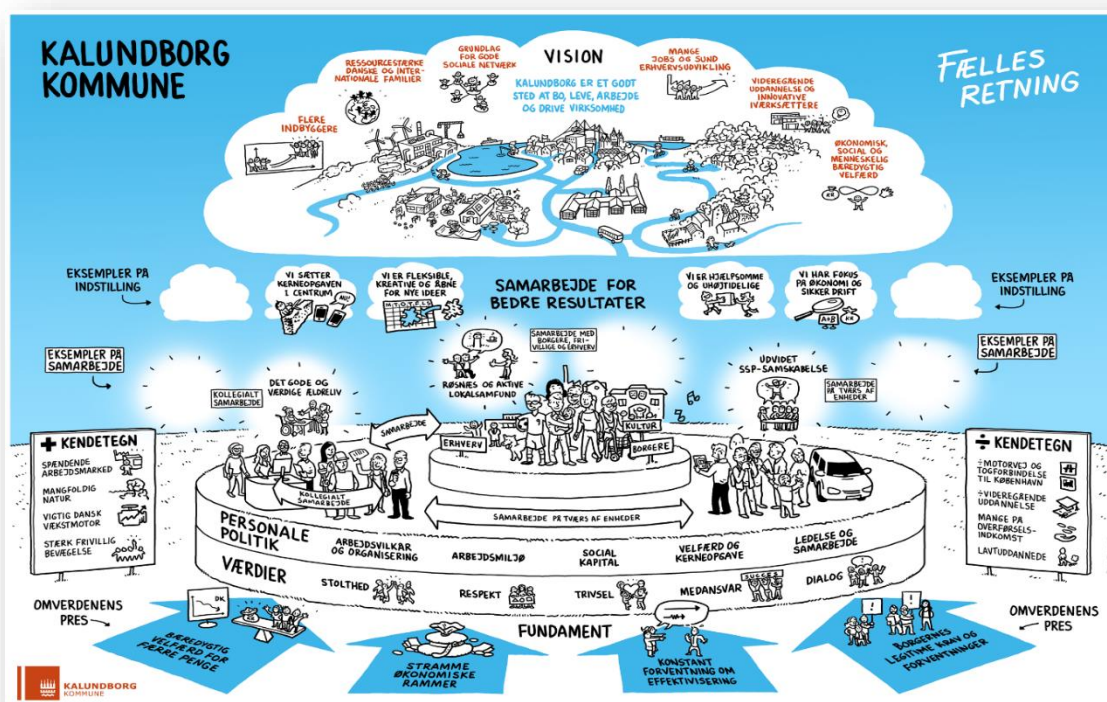 KALUNDBORG
KOMMUNE
FÆLLES
RETNING
VISION
KALUNDBORG ER ET GODT
STED AT BO, LEVE, ARBEJDE
OG DRIVE VIRKSOMHED
FLERE
INDBYGGERE
RESSOURCESTÆRKE
DANSKE OG INTER-
NATIONALE FAMILIER
GRUNDLAG
FOR GODE
SOCIALE NETVÆRK
MANGE
JOBS OG SUND
ERHVERVSUDVIKLING
VIDEREGÅENDE
UDDANNELSE OG
INNOVATIVE
IVÆRKSÆTTERE
ØKONOMISK,
SOCIAL OG
MENNESKELIG
BÆREDYGTIG
VELFÆRD
KR
EKSEMPLER PÅ
INDSTILLING
VI SÆTTER
KERNEOPGAVEN
I CENTRUM
NU!
VI ER FLEKSIBLE,
KREATIVE OG ÅBNE
FOR NYE IDEER
M T O T F L S
SAMARBEJDE FOR
BEDRE RESULTATER
VI ER HJÆLPSOMME
OG UHØJTIDELIGE
VI HAR FOKUS
PÅ ØKONOMI OG
SIKKER DRIFT
A+B
KR
EKSEMPLER PÅ
INDSTILLING
EKSEMPLER PÅ
SAMARBEJDE
KOLLEGIALT
SAMARBEJDE
DET GODE OG
VÆRDIGE ÆLDRELIV
SAMARBEJDE MED
BORGERE, FRI-
VILLIGE OG ERHVERV
RØSNÆS OG AKTIVE
LOKALSAMFUND
UDVIDET
SSP-SAMSKABELSE
SAMARBEJDE
PÅ TVÆRS AF
ENHEDER
EKSEMPLER PÅ
SAMARBEJDE
+ KENDETEGN
SPÆNDENDE
ARBEJDSMARKED
MANGFOLDIG
NATUR
VIGTIG DANSK
VÆKSTMOTOR
STÆRK FRIVILLIG
BEVÆGELSE
SAMARBEJDE
ERHVERV
KULTUR
BORGERE
KOLLEGIALT
SAMARBEJDE
SAMARBEJDE PÅ TVÆRS AF ENHEDER
÷ KENDETEGN
÷MOTORVEJ OG
TOGFORBINDELSE
TIL KØBENHAVN
÷VIDEREGÅENDE
UDDANNELSE
MANGE PÅ
OVERFØRSELS-
INDKOMST
LAVTUDDANNEDE
PERSONALE
POLITIK
ARBEJDSVILKÅR
OG ORGANISERING
ARBEJDSMILJØ
SOCIAL
KAPITAL
VELFÆRD OG
KERNEOPGAVE
LEDELSE OG
SAMARBEJDE
VÆRDIER
STOLTHED
RESPEKT
TRIVSEL
MEDANSVAR
SUCCES
DIALOG
OMVERDENENS
PRES
DK
BÆREDYGTIG
VELFÆRD FOR
FÆRRE PENGE
FUNDAMENT
STRAMME
ØKONOMISKE
RAMMER
KONSTANT
FORVENTNING OM
EFFEKTIVISERING
BORGERNES
LEGITIME KRAV OG
FORVENTNINGER
OMVERDENENS
PRES
KALUNDBORG
KOMMUNE